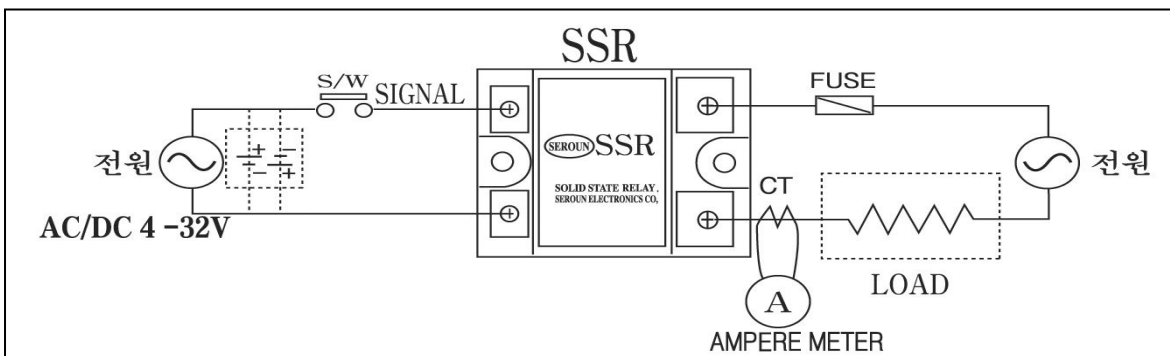 SSR
S/W
SIGNAL
FUSE
전원
+ −
− +
AC/DC 4 -32V
SEROUN SSR
SOLID STATE RELAY.
SEROUN ELECTRONICS CO,
CT
전원
LOAD
A
AMPERE METER